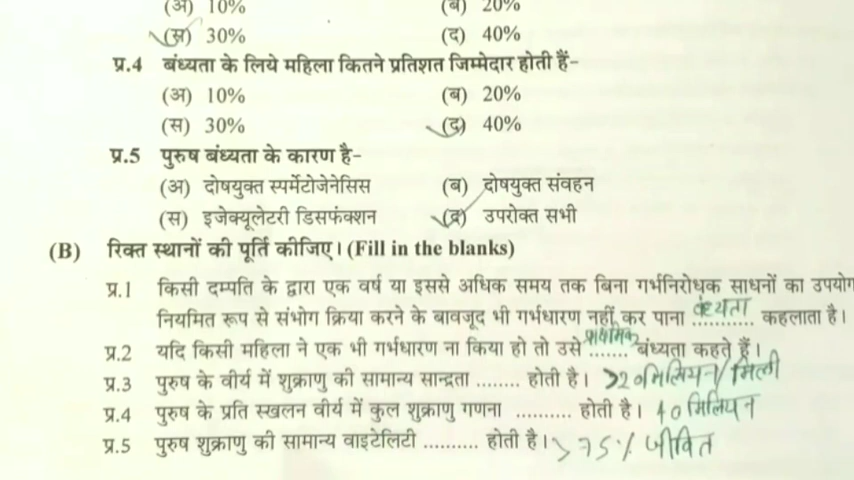 (अ) 10% (ब) 20%
(स) 30% (द) 40%
प्र.4 बंध्यता के लिये महिला कितने प्रतिशत जिम्मेदार होती हैं-
(अ) 10% (ब) 20%
(स) 30% (द) 40%
प्र.5 पुरुष बंध्यता के कारण है-
(अ) दोषयुक्त स्पर्मेटोजेनेसिस (ब) दोषयुक्त संवहन
(स) इजेक्यूलेटरी डिसफंक्शन (द) उपरोक्त सभी
(B) रिक्त स्थानों की पूर्ति कीजिए। (Fill in the blanks)
प्र.1 किसी दम्पति के द्वारा एक वर्ष या इससे अधिक समय तक बिना गर्भनिरोधक साधनों का उपयोग
नियमित रूप से संभोग क्रिया करने के बावजूद भी गर्भधारण नहीं कर पाना बंध्यता ........... कहलाता है।
प्र.2 यदि किसी महिला ने एक भी गर्भधारण ना किया हो तो उसे प्राथमिक ....... बंध्यता कहते हैं।
प्र.3 पुरुष के वीर्य में शुक्राणु की सामान्य सान्द्रता ........ होती है। >20 मिलियन/मिली
प्र.4 पुरुष के प्रति स्खलन वीर्य में कुल शुक्राणु गणना .......... होती है। 40 मिलियन
प्र.5 पुरुष शुक्राणु की सामान्य वाइटेलिटी .......... होती है। >75% जीवित